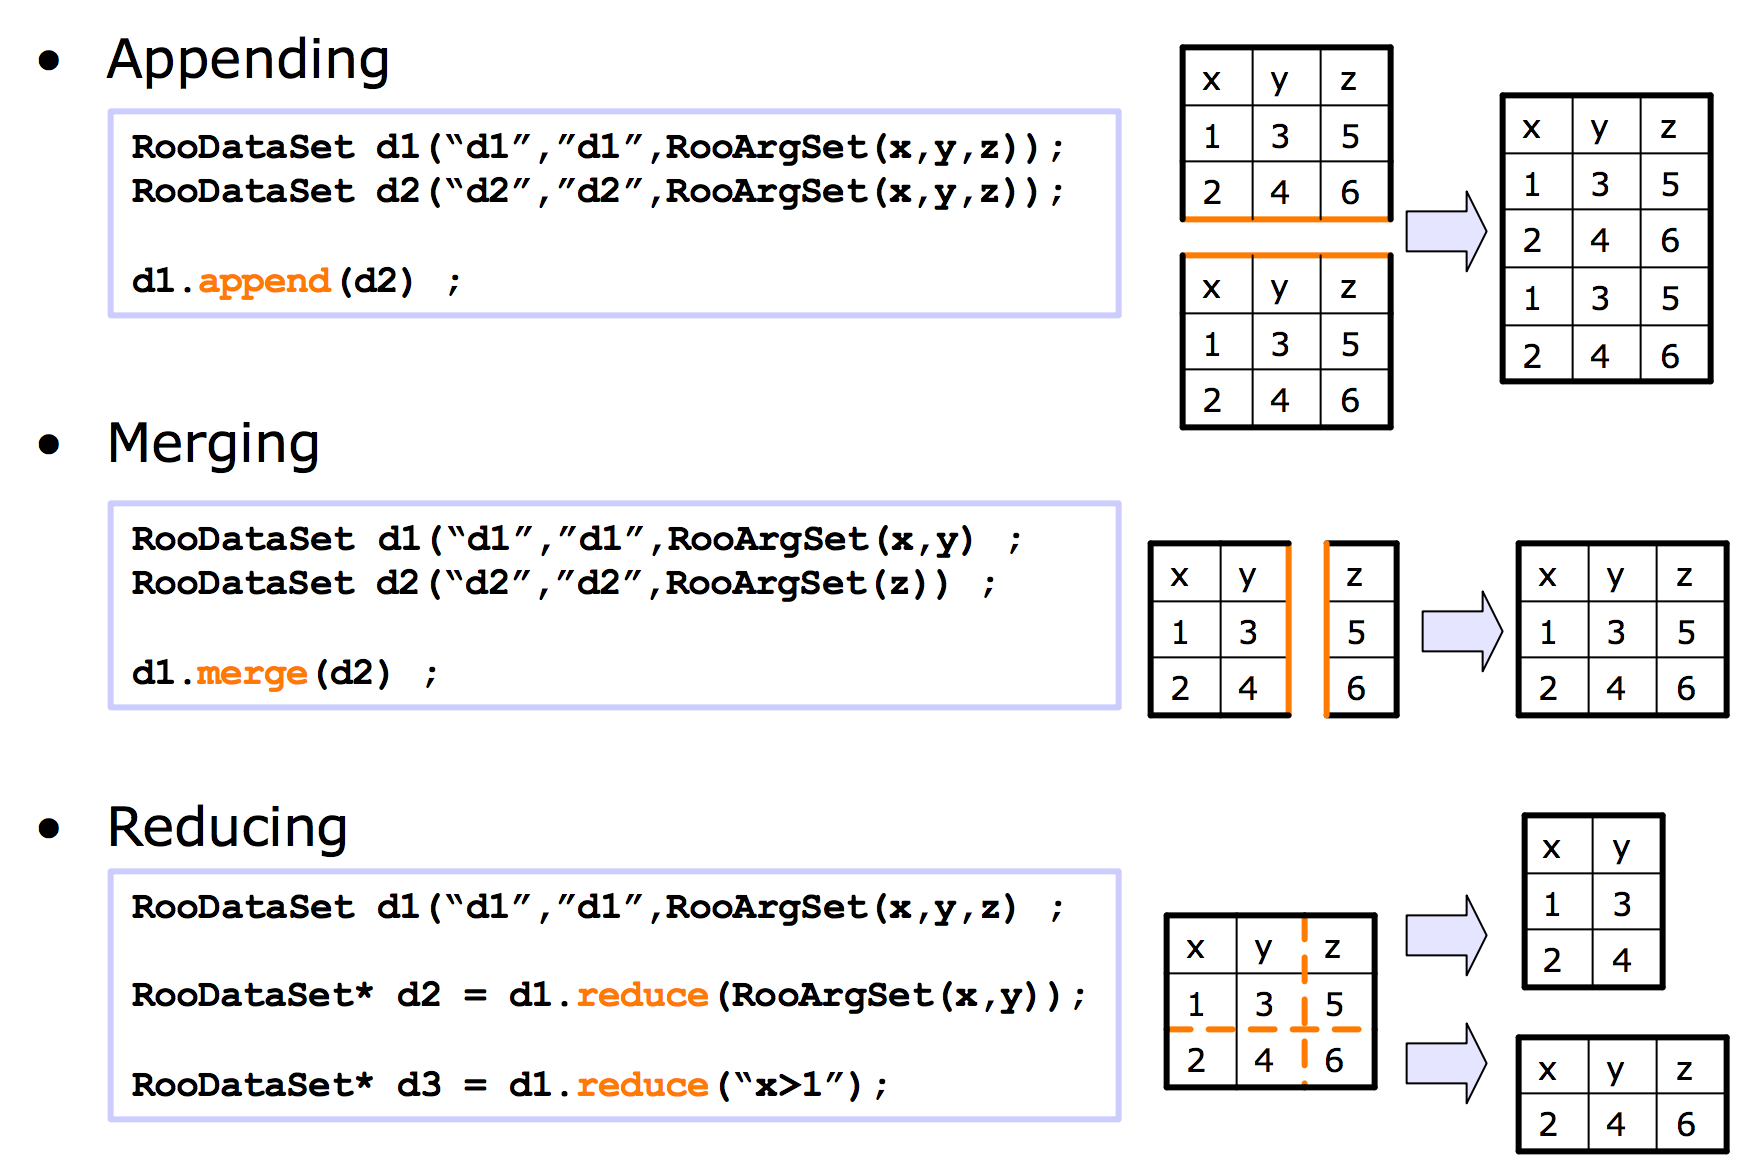 • Appending
RooDataSet d1(“d1”,”d1”,RooArgSet(x,y,z));
RooDataSet d2(“d2”,”d2”,RooArgSet(x,y,z));
d1.append(d2) ;
x y z
1 3 5
2 4 6
x y z
1 3 5
2 4 6
x y z
1 3 5
2 4 6
1 3 5
2 4 6
• Merging
RooDataSet d1(“d1”,”d1”,RooArgSet(x,y) ;
RooDataSet d2(“d2”,”d2”,RooArgSet(z)) ;
d1.merge(d2) ;
x y
1 3
2 4
z
5
6
x y z
1 3 5
2 4 6
• Reducing
RooDataSet d1(“d1”,”d1”,RooArgSet(x,y,z) ;
RooDataSet* d2 = d1.reduce(RooArgSet(x,y));
RooDataSet* d3 = d1.reduce(“x>1”);
x y z
1 3 5
2 4 6
x y
1 3
2 4
x y z
2 4 6